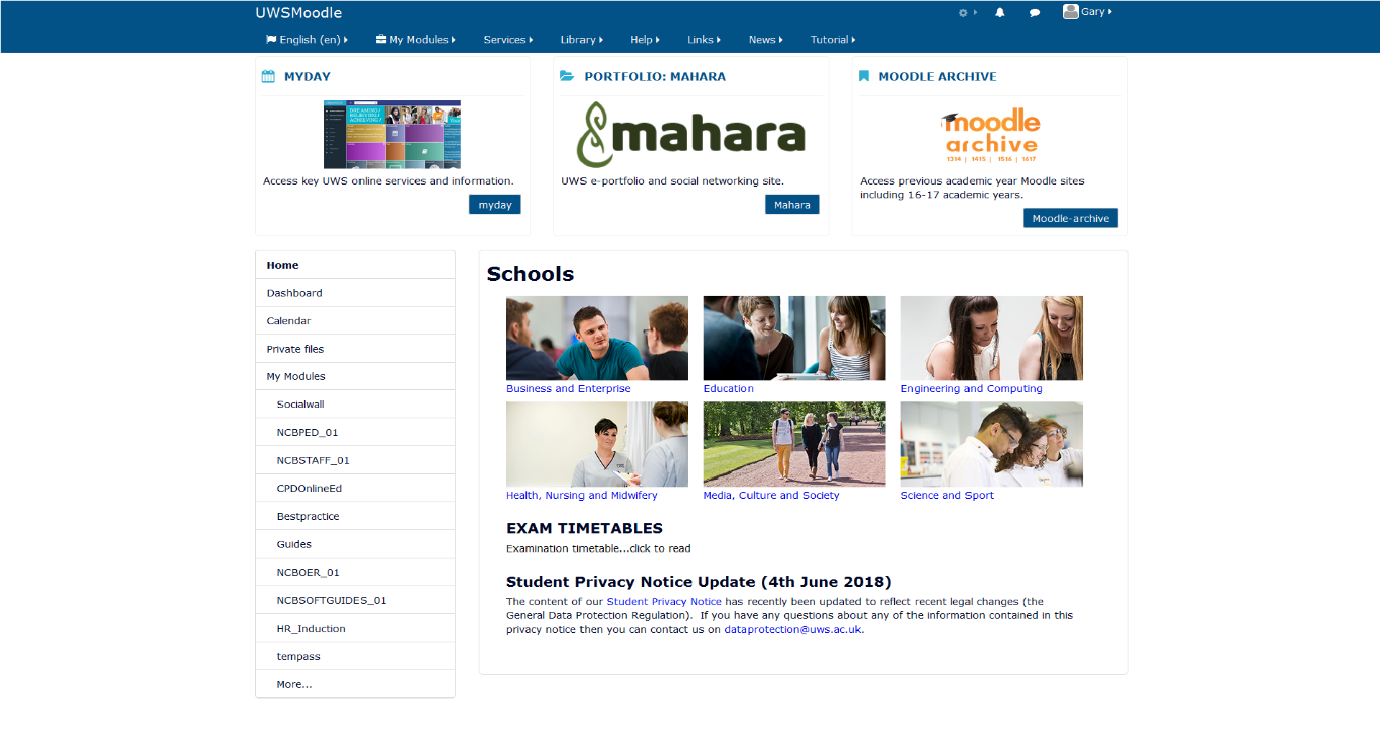 UWSMoodle
Gary
English (en)
My Modules
Services
Library
Help
Links
News
Tutorial
MYDAY
DREAMING/
BELIEVING/
ACHIEVING/
Access key UWS online services and information.
myday
PORTFOLIO: MAHARA
mahara
UWS e-portfolio and social networking site.
Mahara
MOODLE ARCHIVE
moodle
archive
1314 | 1415 | 1516 | 1617
Access previous academic year Moodle sites
including 16-17 academic years.
Moodle-archive
Home
Dashboard
Calendar
Private files
My Modules
Socialwall
NCBPED_01
NCBSTAFF_01
CPDOnlineEd
Bestpractice
Guides
NCBOER_01
NCBSOFTGUIDES_01
HR_Induction
tempass
More...
Schools
Business and Enterprise
Education
Engineering and Computing
Health, Nursing and Midwifery
Media, Culture and Society
Science and Sport
EXAM TIMETABLES
Examination timetable...click to read
Student Privacy Notice Update (4th June 2018)
The content of our Student Privacy Notice has recently been updated to reflect recent legal changes (the
General Data Protection Regulation). If you have any questions about any of the information contained in this
privacy notice then you can contact us on dataprotection@uws.ac.uk.